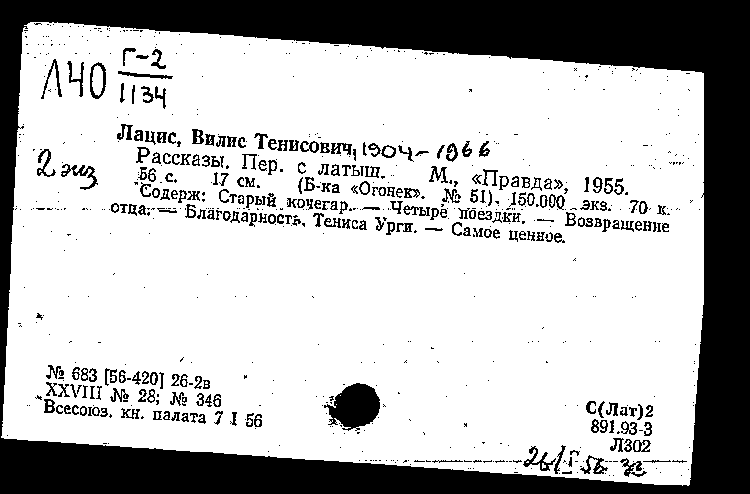 Л40 Г-2
1134
Лацис, Вилис Тенисович, 1904-1966
2 экз
Рассказы. Пер. с латыш. М., «Правда», 1955.
56 с. 17 см. (Б-ка «Огонек». № 51). 150.000 экз. 70 к.
Содерж: Старый кочегар. — Четыре поездки. — Возвращение
отца. — Благодарность Тениса Урги. — Самое ценное.
№ 683 [56-420] 26-2в
XXVIII № 28; № 346
Всесоюз. кн. палата 7 I 56
С(Лат)2
891.93-3
Л302
26/I 56